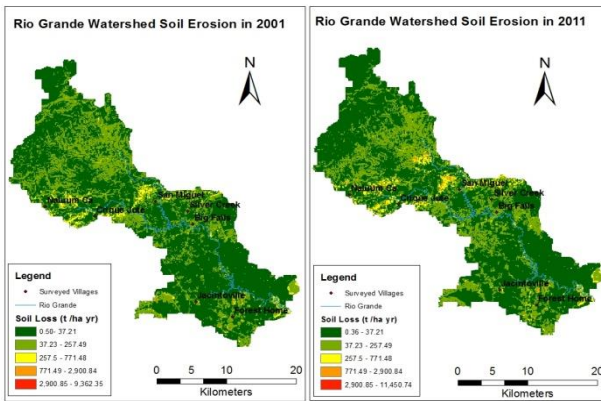 Rio Grande Watershed Soil Erosion in 2001
N
San Miguel
Silver Creek
Big Falls
Jacintoville
Forest Home
Legend
Surveyed Villages
Rio Grande
Soil Loss (t /ha yr)
0.50- 37.21
37.23 - 257.49
257.5 - 771.48
771.49 - 2,900.84
2,900.85 - 9,362.35
0 5 10 20
Kilometers
Rio Grande Watershed Soil Erosion in 2011
N
San Miguel
Silver Creek
Big Falls
Jacintoville
Forest Home
Legend
Surveyed Villages
Rio Grande
Soil Loss (t /ha yr)
0.36 - 37.21
37.23 - 257.49
257.5 - 771.48
771.49 - 2,900.84
2,900.85 - 11,450.74
0 5 10 20
Kilometers